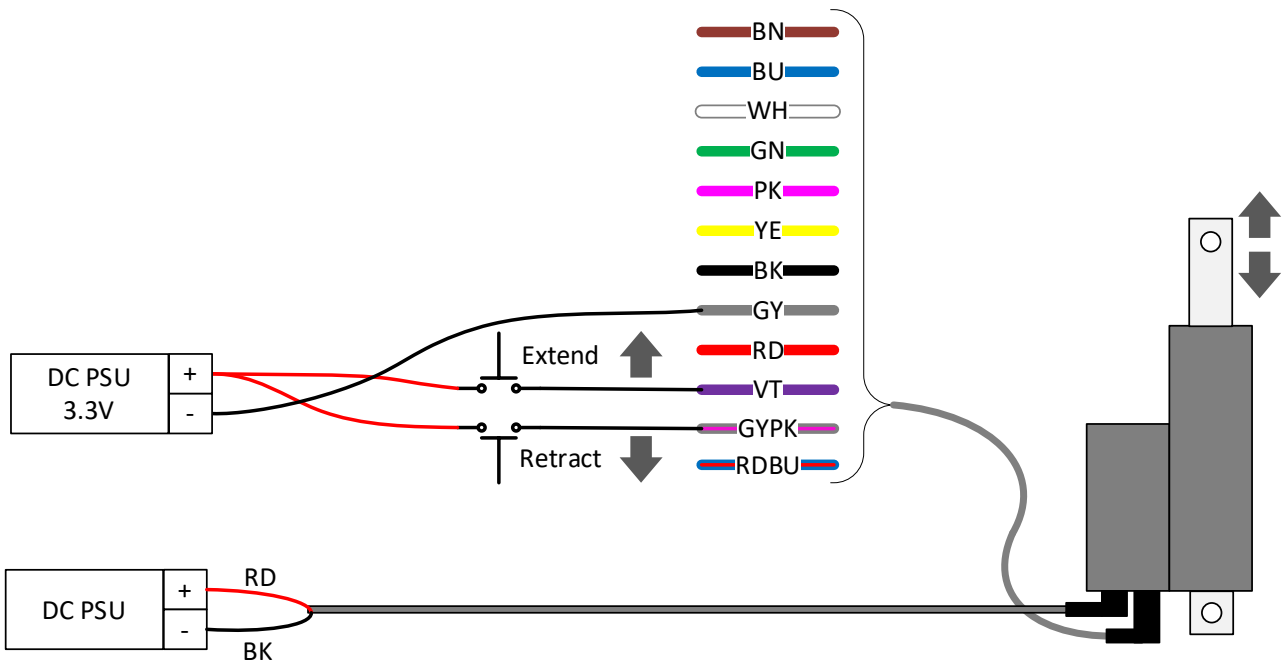 BN
BU
WH
GN
PK
YE
BK
GY
RD
VT
GYPK
RDBU
Extend
Retract
DC PSU
3.3V
+
-
DC PSU
+
-
RD
BK